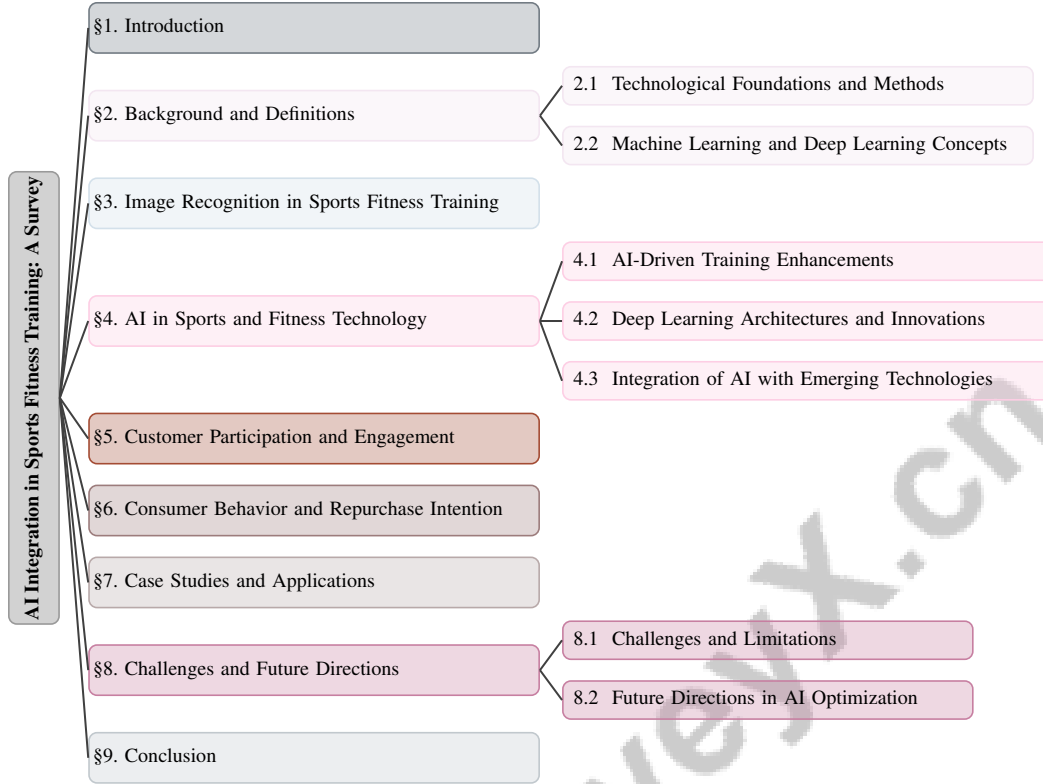 AI Integration in Sports Fitness Training: A Survey
§1. Introduction
§2. Background and Definitions
2.1 Technological Foundations and Methods
2.2 Machine Learning and Deep Learning Concepts
§3. Image Recognition in Sports Fitness Training
§4. AI in Sports and Fitness Technology
4.1 AI-Driven Training Enhancements
4.2 Deep Learning Architectures and Innovations
4.3 Integration of AI with Emerging Technologies
§5. Customer Participation and Engagement
§6. Consumer Behavior and Repurchase Intention
§7. Case Studies and Applications
§8. Challenges and Future Directions
8.1 Challenges and Limitations
8.2 Future Directions in AI Optimization
§9. Conclusion
veyx.cn